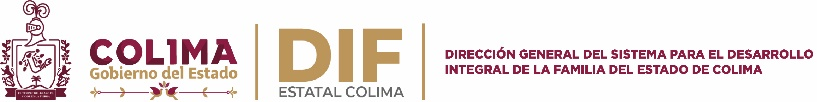 COLIMA
Gobierno del Estado
DIF
ESTATAL COLIMA
DIRECCIÓN GENERAL DEL SISTEMA PARA EL DESARROLLO
INTEGRAL DE LA FAMILIA DEL ESTADO DE COLIMA